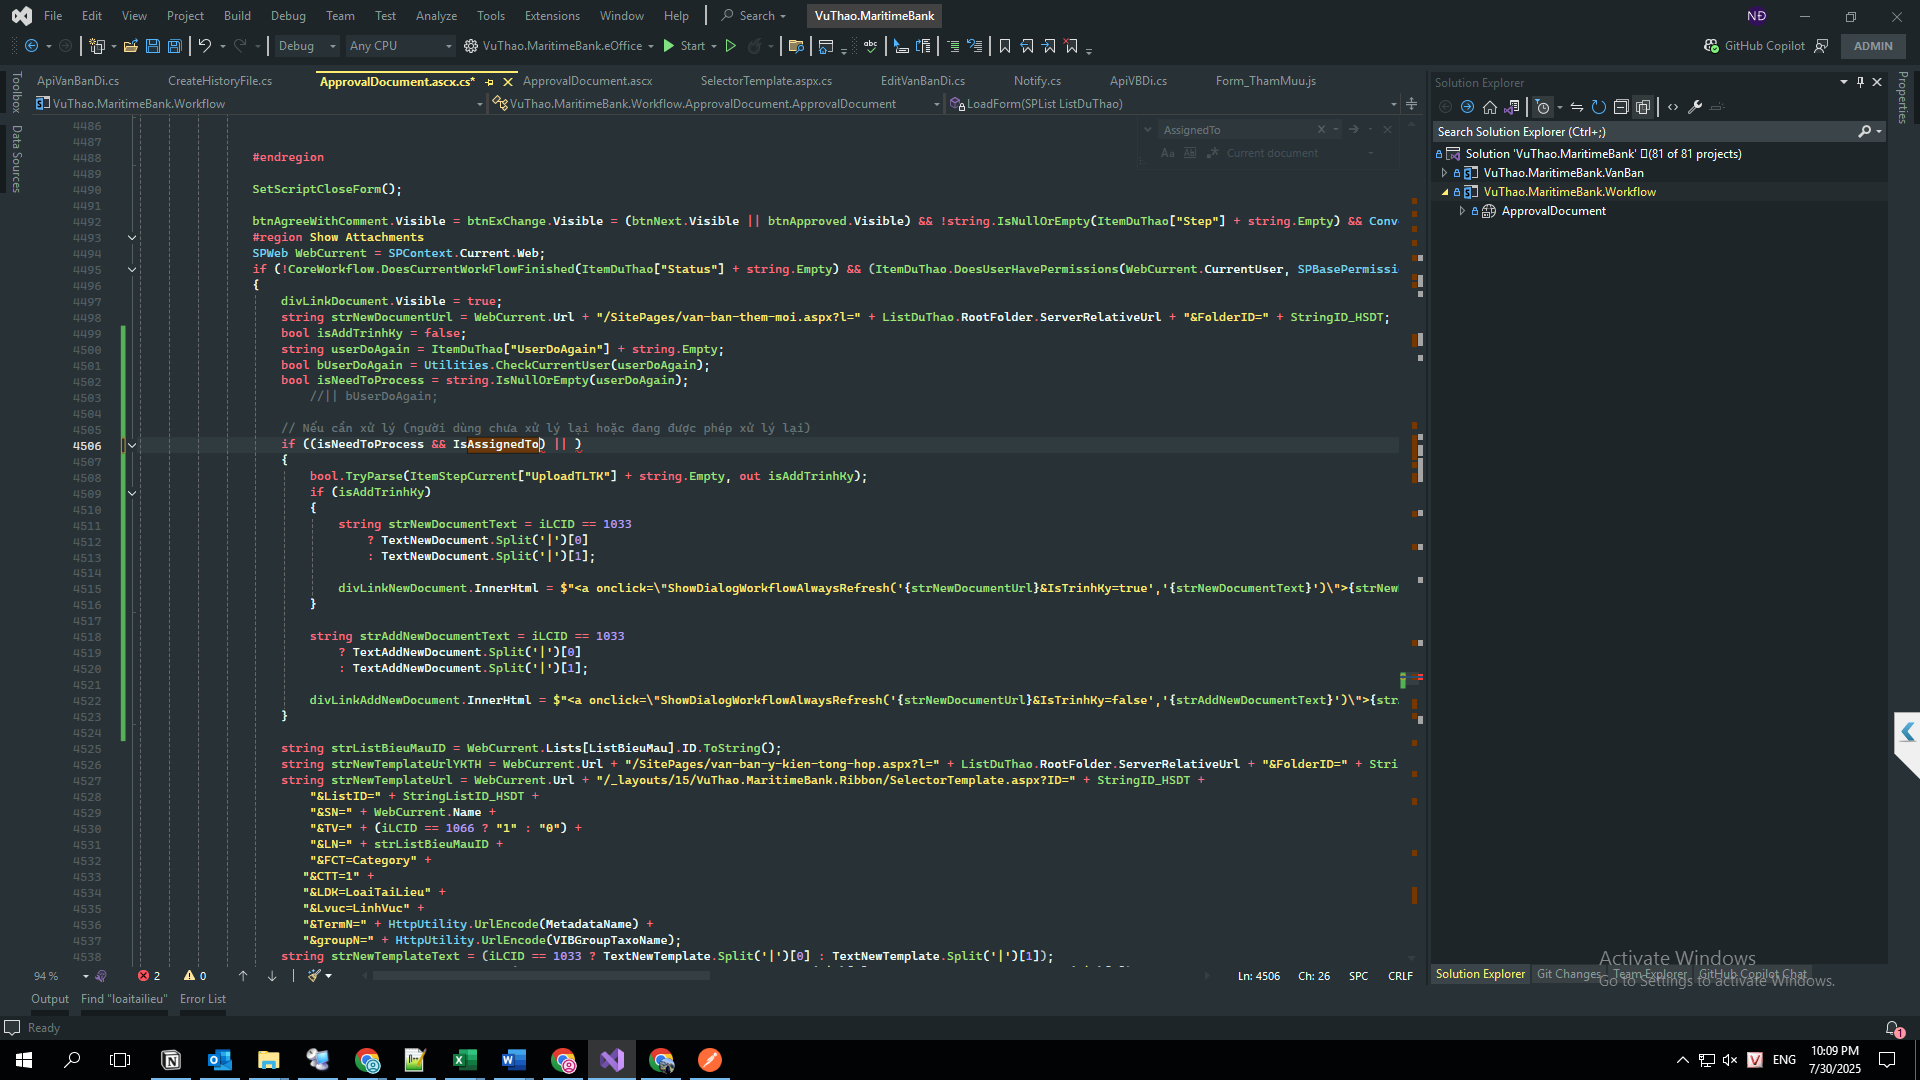 File Edit View Project Build Debug Team Test Analyze Tools Extensions Window Help Search VuThao.MaritimeBank NĐ
Debug Any CPU VuThao.MaritimeBank.eOffice Start GitHub Copilot ADMIN
Toolbox
Data Sources
ApiVanBanDi.cs CreateHistoryFile.cs ApprovalDocument.ascx.cs* ApprovalDocument.ascx SelectorTemplate.aspx.cs EditVanBanDi.cs Notify.cs ApiVBDi.cs Form_ThamMuu.js
VuThao.MaritimeBank.Workflow VuThao.MaritimeBank.Workflow.ApprovalDocument.ApprovalDocument LoadForm(SPList ListDuThao)
AssignedTo
Aa Current document
4486
4487
4488 #endregion
4489
4490 SetScriptCloseForm();
4491
4492 btnAgreeWithComment.Visible = btnExChange.Visible = (btnNext.Visible || btnApproved.Visible) && !string.IsNullOrEmpty(ItemDuThao["Step"] + string.Empty) && Conv
4493 #region Show Attachments
4494 SPWeb WebCurrent = SPContext.Current.Web;
4495 if (!CoreWorkflow.DoesCurrentWorkFlowFinished(ItemDuThao["Status"] + string.Empty) && (ItemDuThao.DoesUserHavePermissions(WebCurrent.CurrentUser, SPBasePermissi
4496 {
4497 divLinkDocument.Visible = true;
4498 string strNewDocumentUrl = WebCurrent.Url + "/SitePages/van-ban-them-moi.aspx?l=" + ListDuThao.RootFolder.ServerRelativeUrl + "&FolderID=" + StringID_HSDT;
4499 bool isAddTrinhKy = false;
4500 string userDoAgain = ItemDuThao["UserDoAgain"] + string.Empty;
4501 bool bUserDoAgain = Utilities.CheckCurrentUser(userDoAgain);
4502 bool isNeedToProcess = string.IsNullOrEmpty(userDoAgain);
4503 //|| bUserDoAgain;
4504
4505 // Nếu cần xử lý (người dùng chưa xử lý lại hoặc đang được phép xử lý lại)
4506 if ((isNeedToProcess && IsAssignedTo) || )
4507 {
4508 bool.TryParse(ItemStepCurrent["UploadTLTK"] + string.Empty, out isAddTrinhKy);
4509 if (isAddTrinhKy)
4510 {
4511 string strNewDocumentText = iLCID == 1033
4512 ? TextNewDocument.Split('|')[0]
4513 : TextNewDocument.Split('|')[1];
4514
4515 divLinkNewDocument.InnerHtml = $"<a onclick=\"ShowDialogWorkflowAlwaysRefresh('{strNewDocumentUrl}&IsTrinhKy=true','{strNewDocumentText}')\">{strNew
4516 }
4517
4518 string strAddNewDocumentText = iLCID == 1033
4519 ? TextAddNewDocument.Split('|')[0]
4520 : TextAddNewDocument.Split('|')[1];
4521
4522 divLinkAddNewDocument.InnerHtml = $"<a onclick=\"ShowDialogWorkflowAlwaysRefresh('{strNewDocumentUrl}&IsTrinhKy=false','{strAddNewDocumentText}')\">{str
4523 }
4524
4525 string strListBieuMauID = WebCurrent.Lists[ListBieuMau].ID.ToString();
4526 string strNewTemplateUrlYKTH = WebCurrent.Url + "/SitePages/van-ban-y-kien-tong-hop.aspx?l=" + ListDuThao.RootFolder.ServerRelativeUrl + "&FolderID=" + Stri
4527 string strNewTemplateUrl = WebCurrent.Url + "/_layouts/15/VuThao.MaritimeBank.Ribbon/SelectorTemplate.aspx?ID=" + StringID_HSDT +
4528 "&ListID=" + StringListID_HSDT +
4529 "&SN=" + WebCurrent.Name +
4530 "&TV=" + (iLCID == 1066 ? "1" : "0") +
4531 "&LN=" + strListBieuMauID +
4532 "&FCT=Category" +
4533 "&CTT=1" +
4534 "&LDK=LoaiTaiLieu" +
4535 "&Lvuc=LinhVuc" +
4536 "&TermN=" + HttpUtility.UrlEncode(MetadataName) +
4537 "&groupN=" + HttpUtility.UrlEncode(VIBGroupTaxoName);
4538 string strNewTemplateText = (iLCID == 1033 ? TextNewTemplate.Split('|')[0] : TextNewTemplate.Split('|')[1]);
94 % 2 0 Ln: 4506 Ch: 26 SPC CRLF
Output Find "loaitailieu" Error List
Ready
Solution Explorer
Search Solution Explorer (Ctrl+;)
Solution 'VuThao.MaritimeBank' (81 of 81 projects)
VuThao.MaritimeBank.VanBan
VuThao.MaritimeBank.Workflow
ApprovalDocument
Properties
Solution Explorer Git Changes Team Explorer GitHub Copilot Chat
Activate Windows
Go to Settings to activate Windows.
1
ENG
10:09 PM
7/30/2025